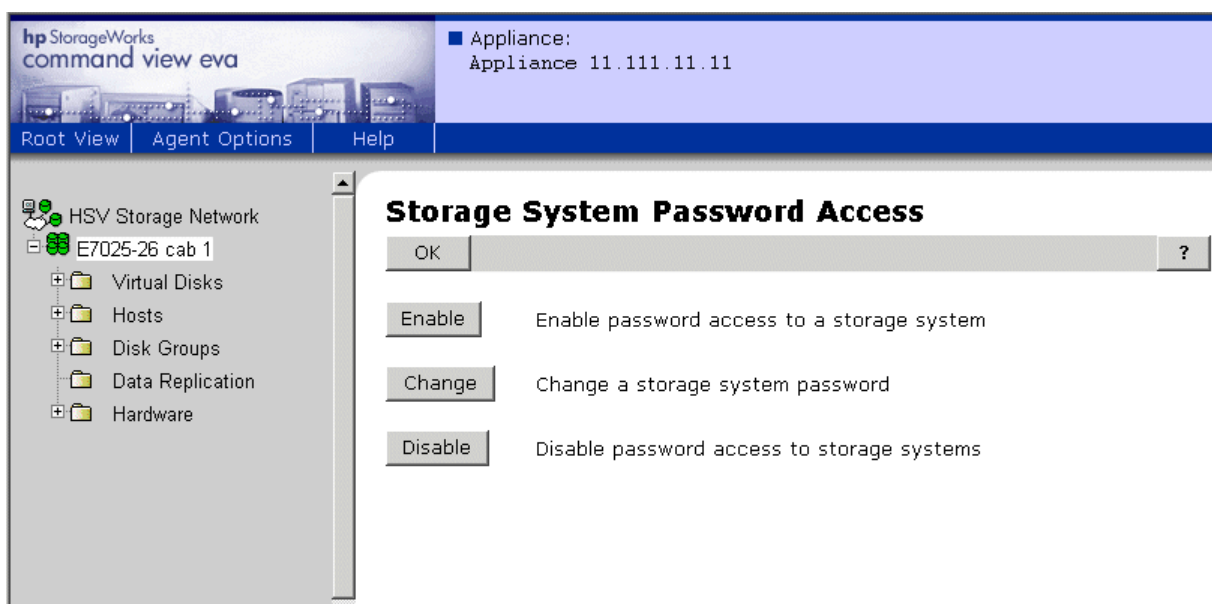 hp StorageWorks
command view eva
Appliance:
Appliance 11.111.11.11
Root View Agent Options Help
HSV Storage Network
E7025-26 cab 1
Virtual Disks
Hosts
Disk Groups
Data Replication
Hardware
Storage System Password Access
OK ?
Enable Enable password access to a storage system
Change Change a storage system password
Disable Disable password access to storage systems